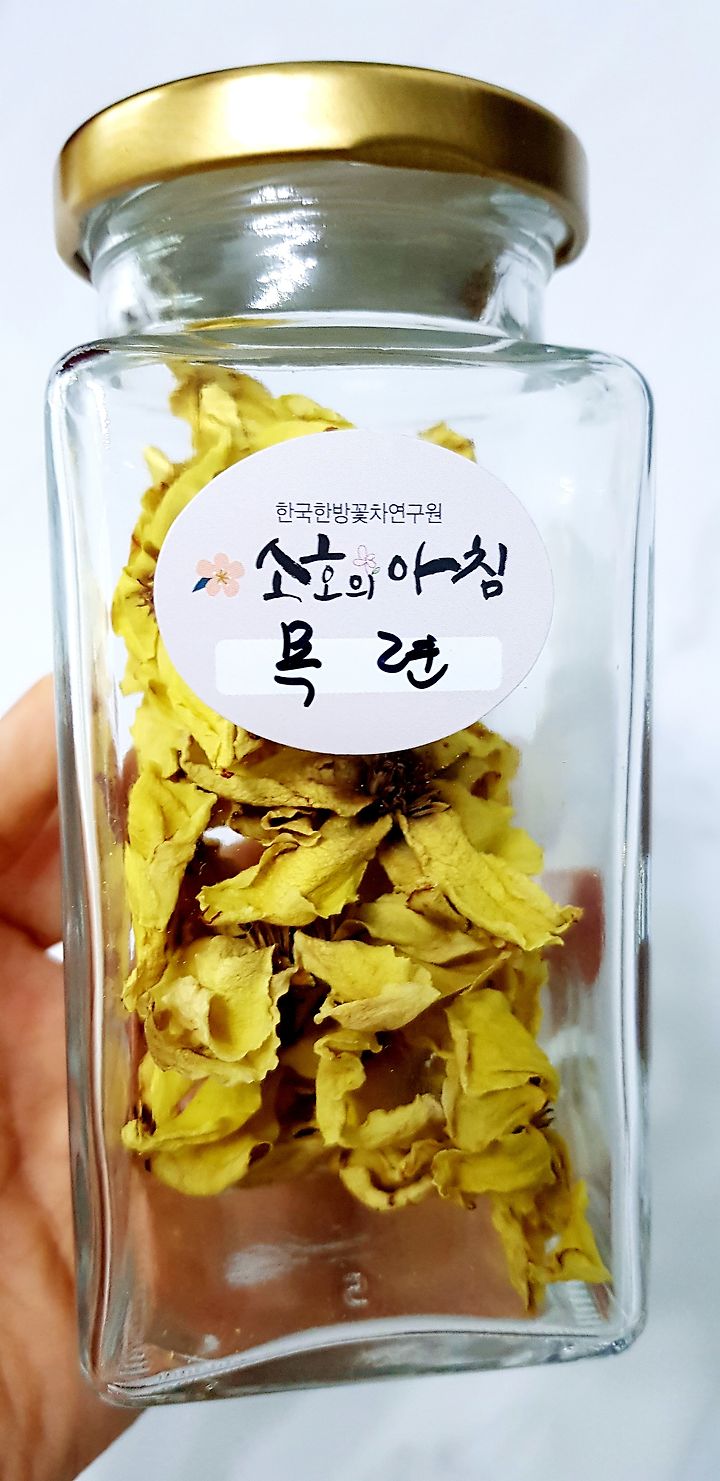 한국한방꽃차연구원
소호의 아침
목련